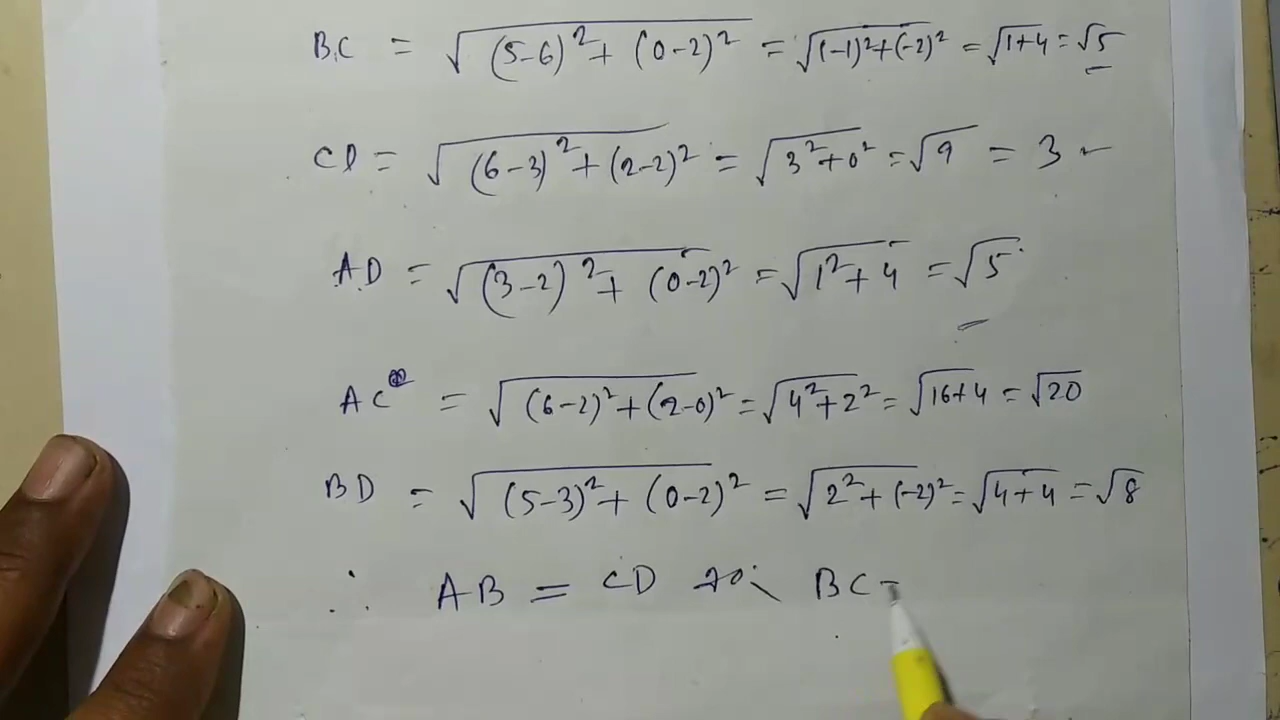 BC = √(5-6)² + (0-2)² = √(-1)²+(-2)² = √1+4 = √5
CD = √(6-3)² + (2-2)² = √3²+0² = √9 = 3
AD = √(3-2)² + (0-2)² = √1²+4 = √5
AC = √(6-2)²+(2-0)² = √4²+2² = √16+4 = √20
BD = √(5-3)² + (0-2)² = √2²+(-2)² = √4+4 = √8
∴ AB = CD BC =